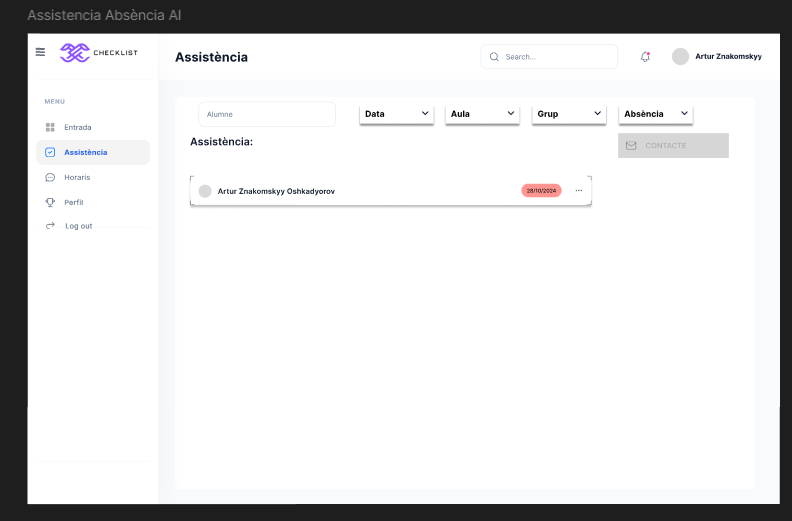 Assistencia Absència AI
CHECKLIST
Assistència
Search...
Artur Znakomskyy
MENU
Entrada
Assistència
Horaris
Perfil
Log out
Alumne
Data
Aula
Grup
Absència
Assistència:
CONTACTE
Artur Znakomskyy Oshkadyorov
28/10/2024